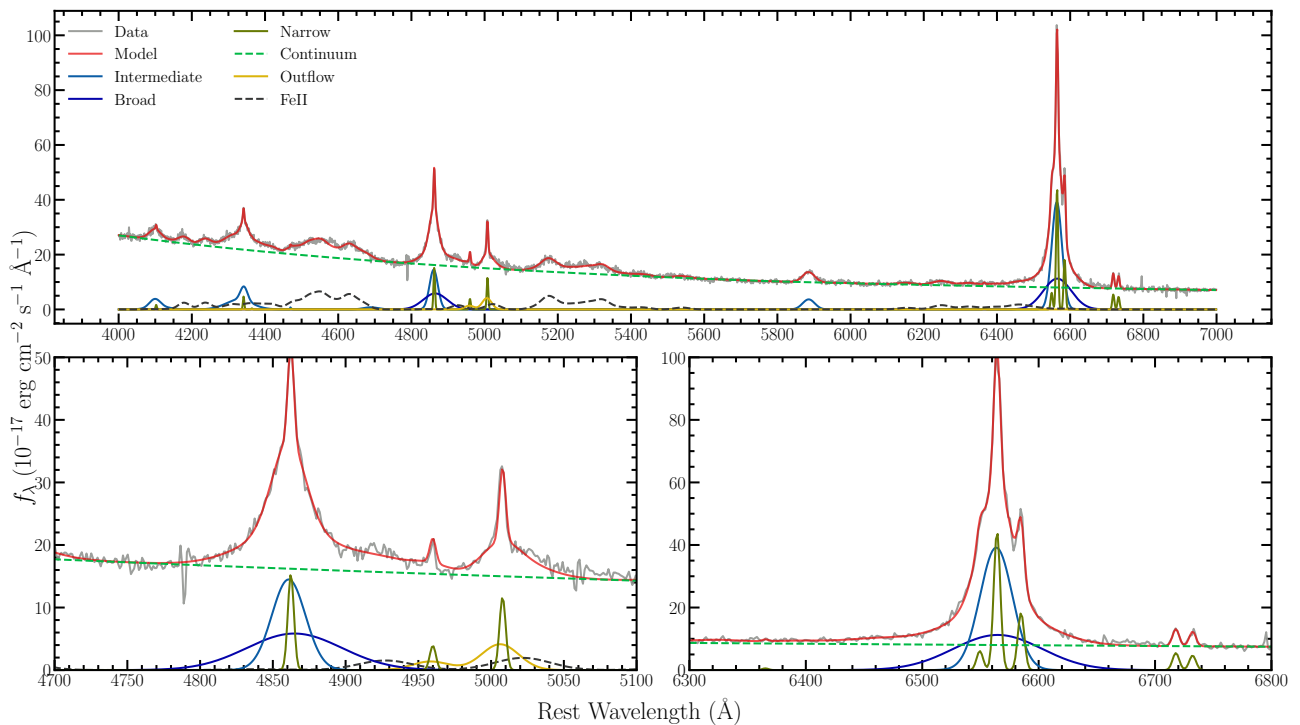 Data
Model
Intermediate
Broad
Narrow
Continuum
Outflow
FeII
100
80
60
40
20
0
4000 4200 4400 4600 4800 5000 5200 5400 5600 5800 6000 6200 6400 6600 6800 7000
f_λ (10⁻¹⁷ erg cm⁻² s⁻¹ Å⁻¹)
50
40
30
20
10
0
4700 4750 4800 4850 4900 4950 5000 5050 5100
100
80
60
40
20
0
6300 6400 6500 6600 6700 6800
Rest Wavelength (Å)